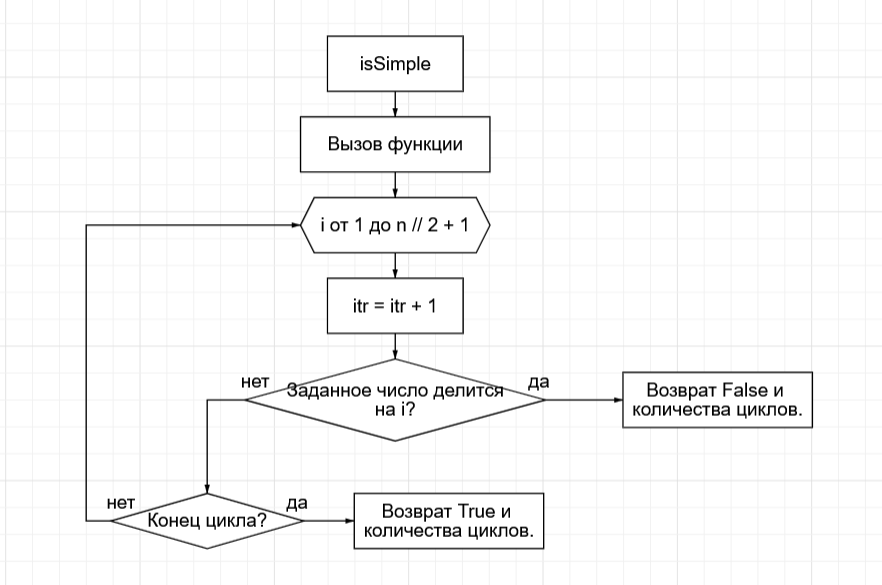 isSimple
Вызов функции
i от 1 до n // 2 + 1
itr = itr + 1
нет
Заданное число делится
на i?
да
Возврат False и
количества циклов.
нет
Конец цикла?
да
Возврат True и
количества циклов.